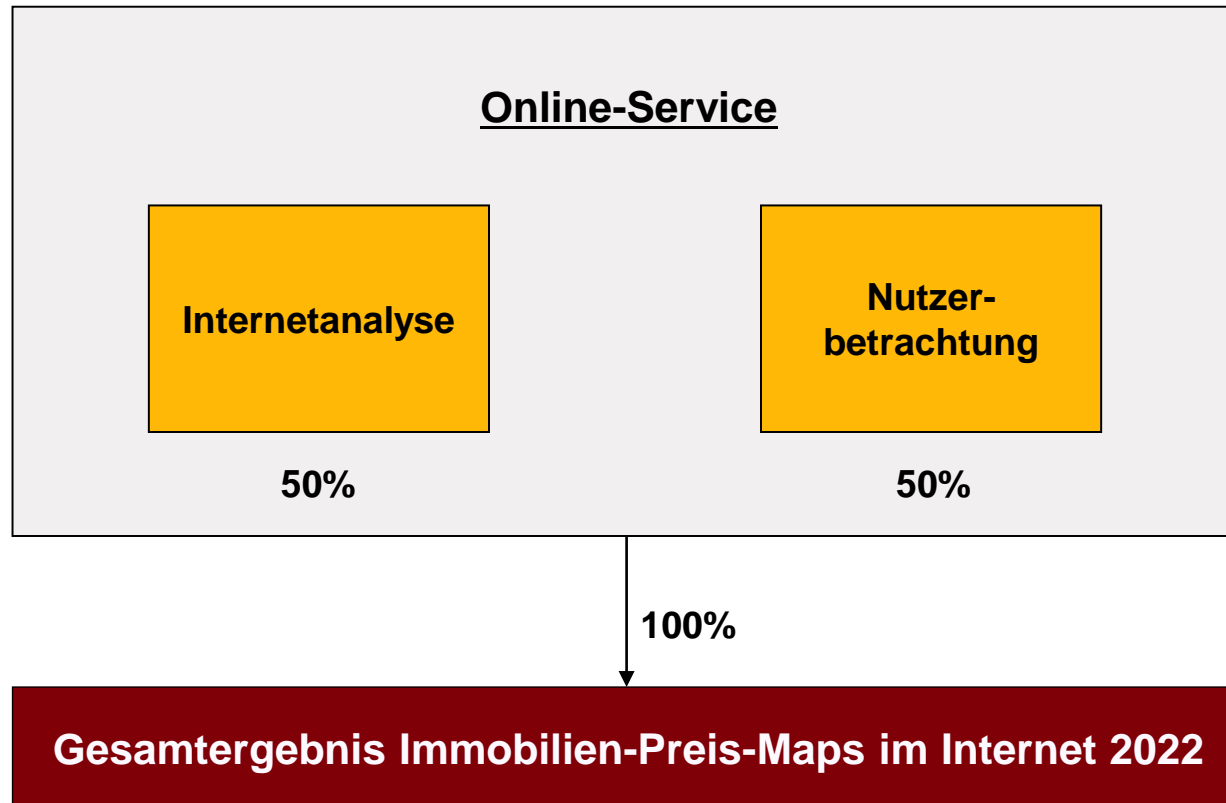 Online-Service
Internetanalyse
Nutzer-
betrachtung
50%
50%
100%
Gesamtergebnis Immobilien-Preis-Maps im Internet 2022